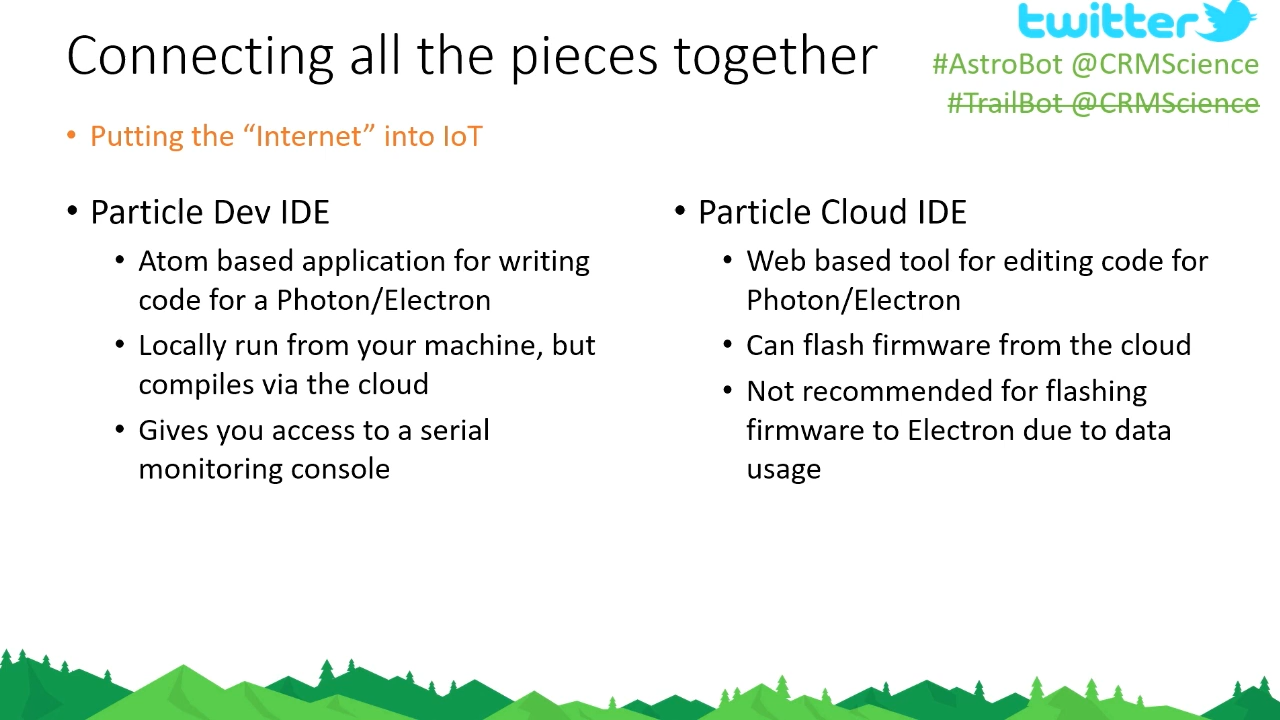 Connecting all the pieces together
twitter
#AstroBot @CRMScience
#TrailBot @CRMScience
• Putting the “Internet” into IoT
• Particle Dev IDE
• Atom based application for writing
code for a Photon/Electron
• Locally run from your machine, but
compiles via the cloud
• Gives you access to a serial
monitoring console
• Particle Cloud IDE
• Web based tool for editing code for
Photon/Electron
• Can flash firmware from the cloud
• Not recommended for flashing
firmware to Electron due to data
usage